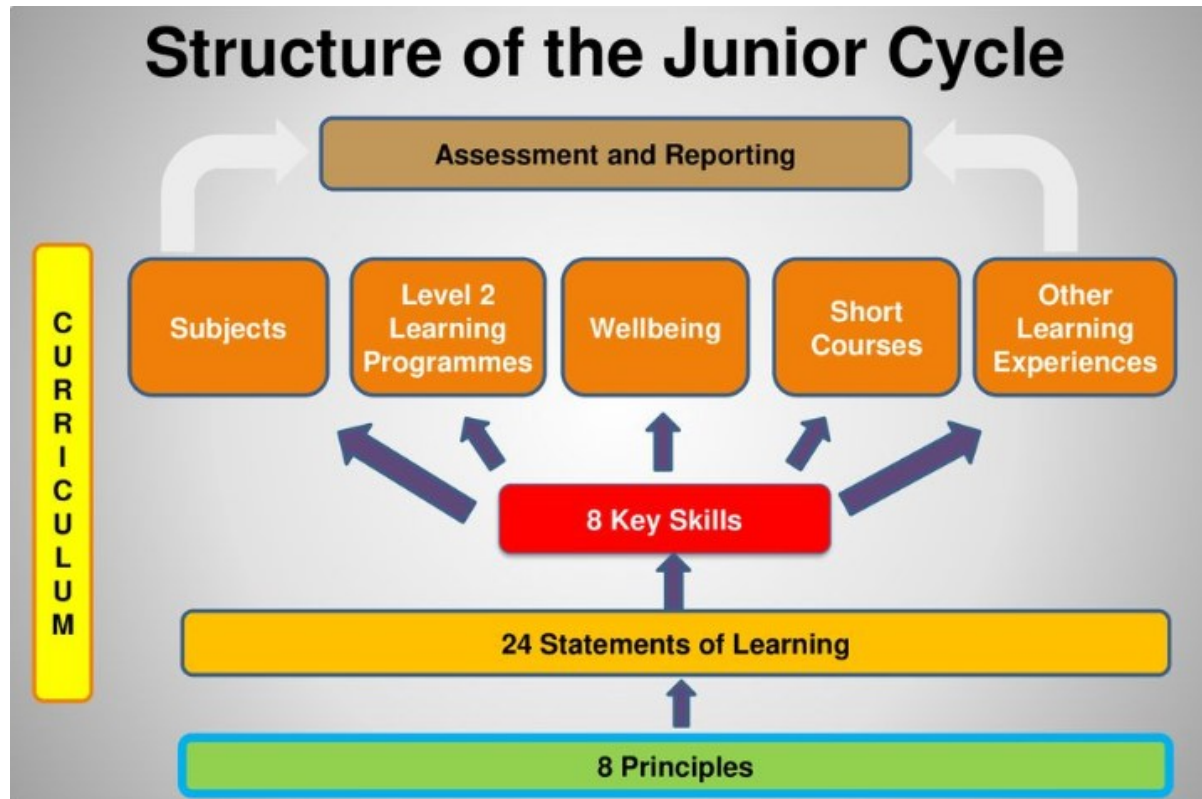 Structure of the Junior Cycle
Assessment and Reporting
CURRICULUM
Subjects
Level 2
Learning
Programmes
Wellbeing
Short
Courses
Other
Learning
Experiences
8 Key Skills
24 Statements of Learning
8 Principles